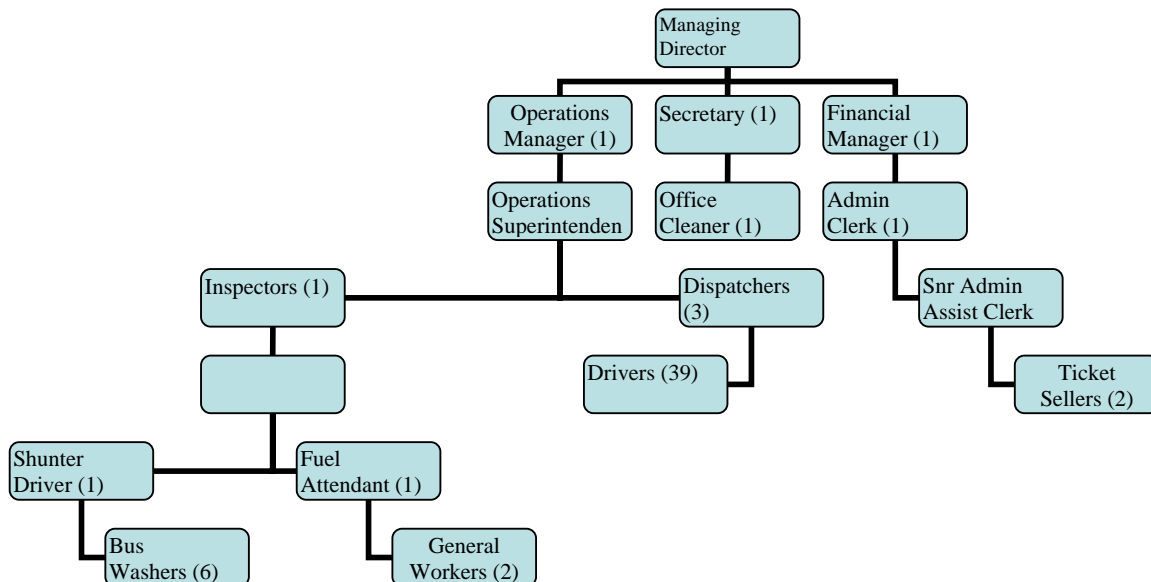 Managing
Director
Operations
Manager (1)
Secretary (1)
Financial
Manager (1)
Operations
Superintenden
Office
Cleaner (1)
Admin
Clerk (1)
Inspectors (1)
Dispatchers
(3)
Snr Admin
Assist Clerk
Drivers (39)
Ticket
Sellers (2)
Shunter
Driver (1)
Fuel
Attendant (1)
Bus
Washers (6)
General
Workers (2)